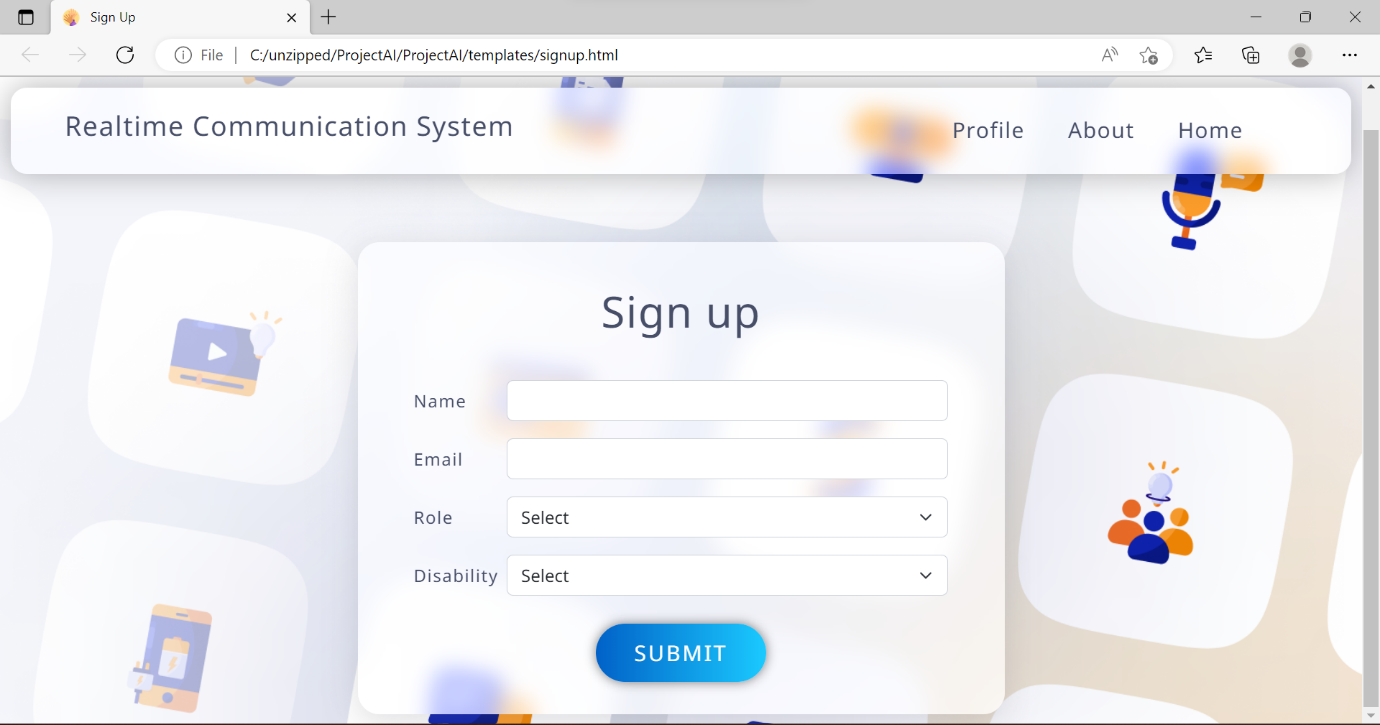 Sign Up
File
C:/unzipped/ProjectAI/ProjectAI/templates/signup.html
Realtime Communication System
Profile About Home
Sign up
Name
Email
Role Select
Disability Select
SUBMIT